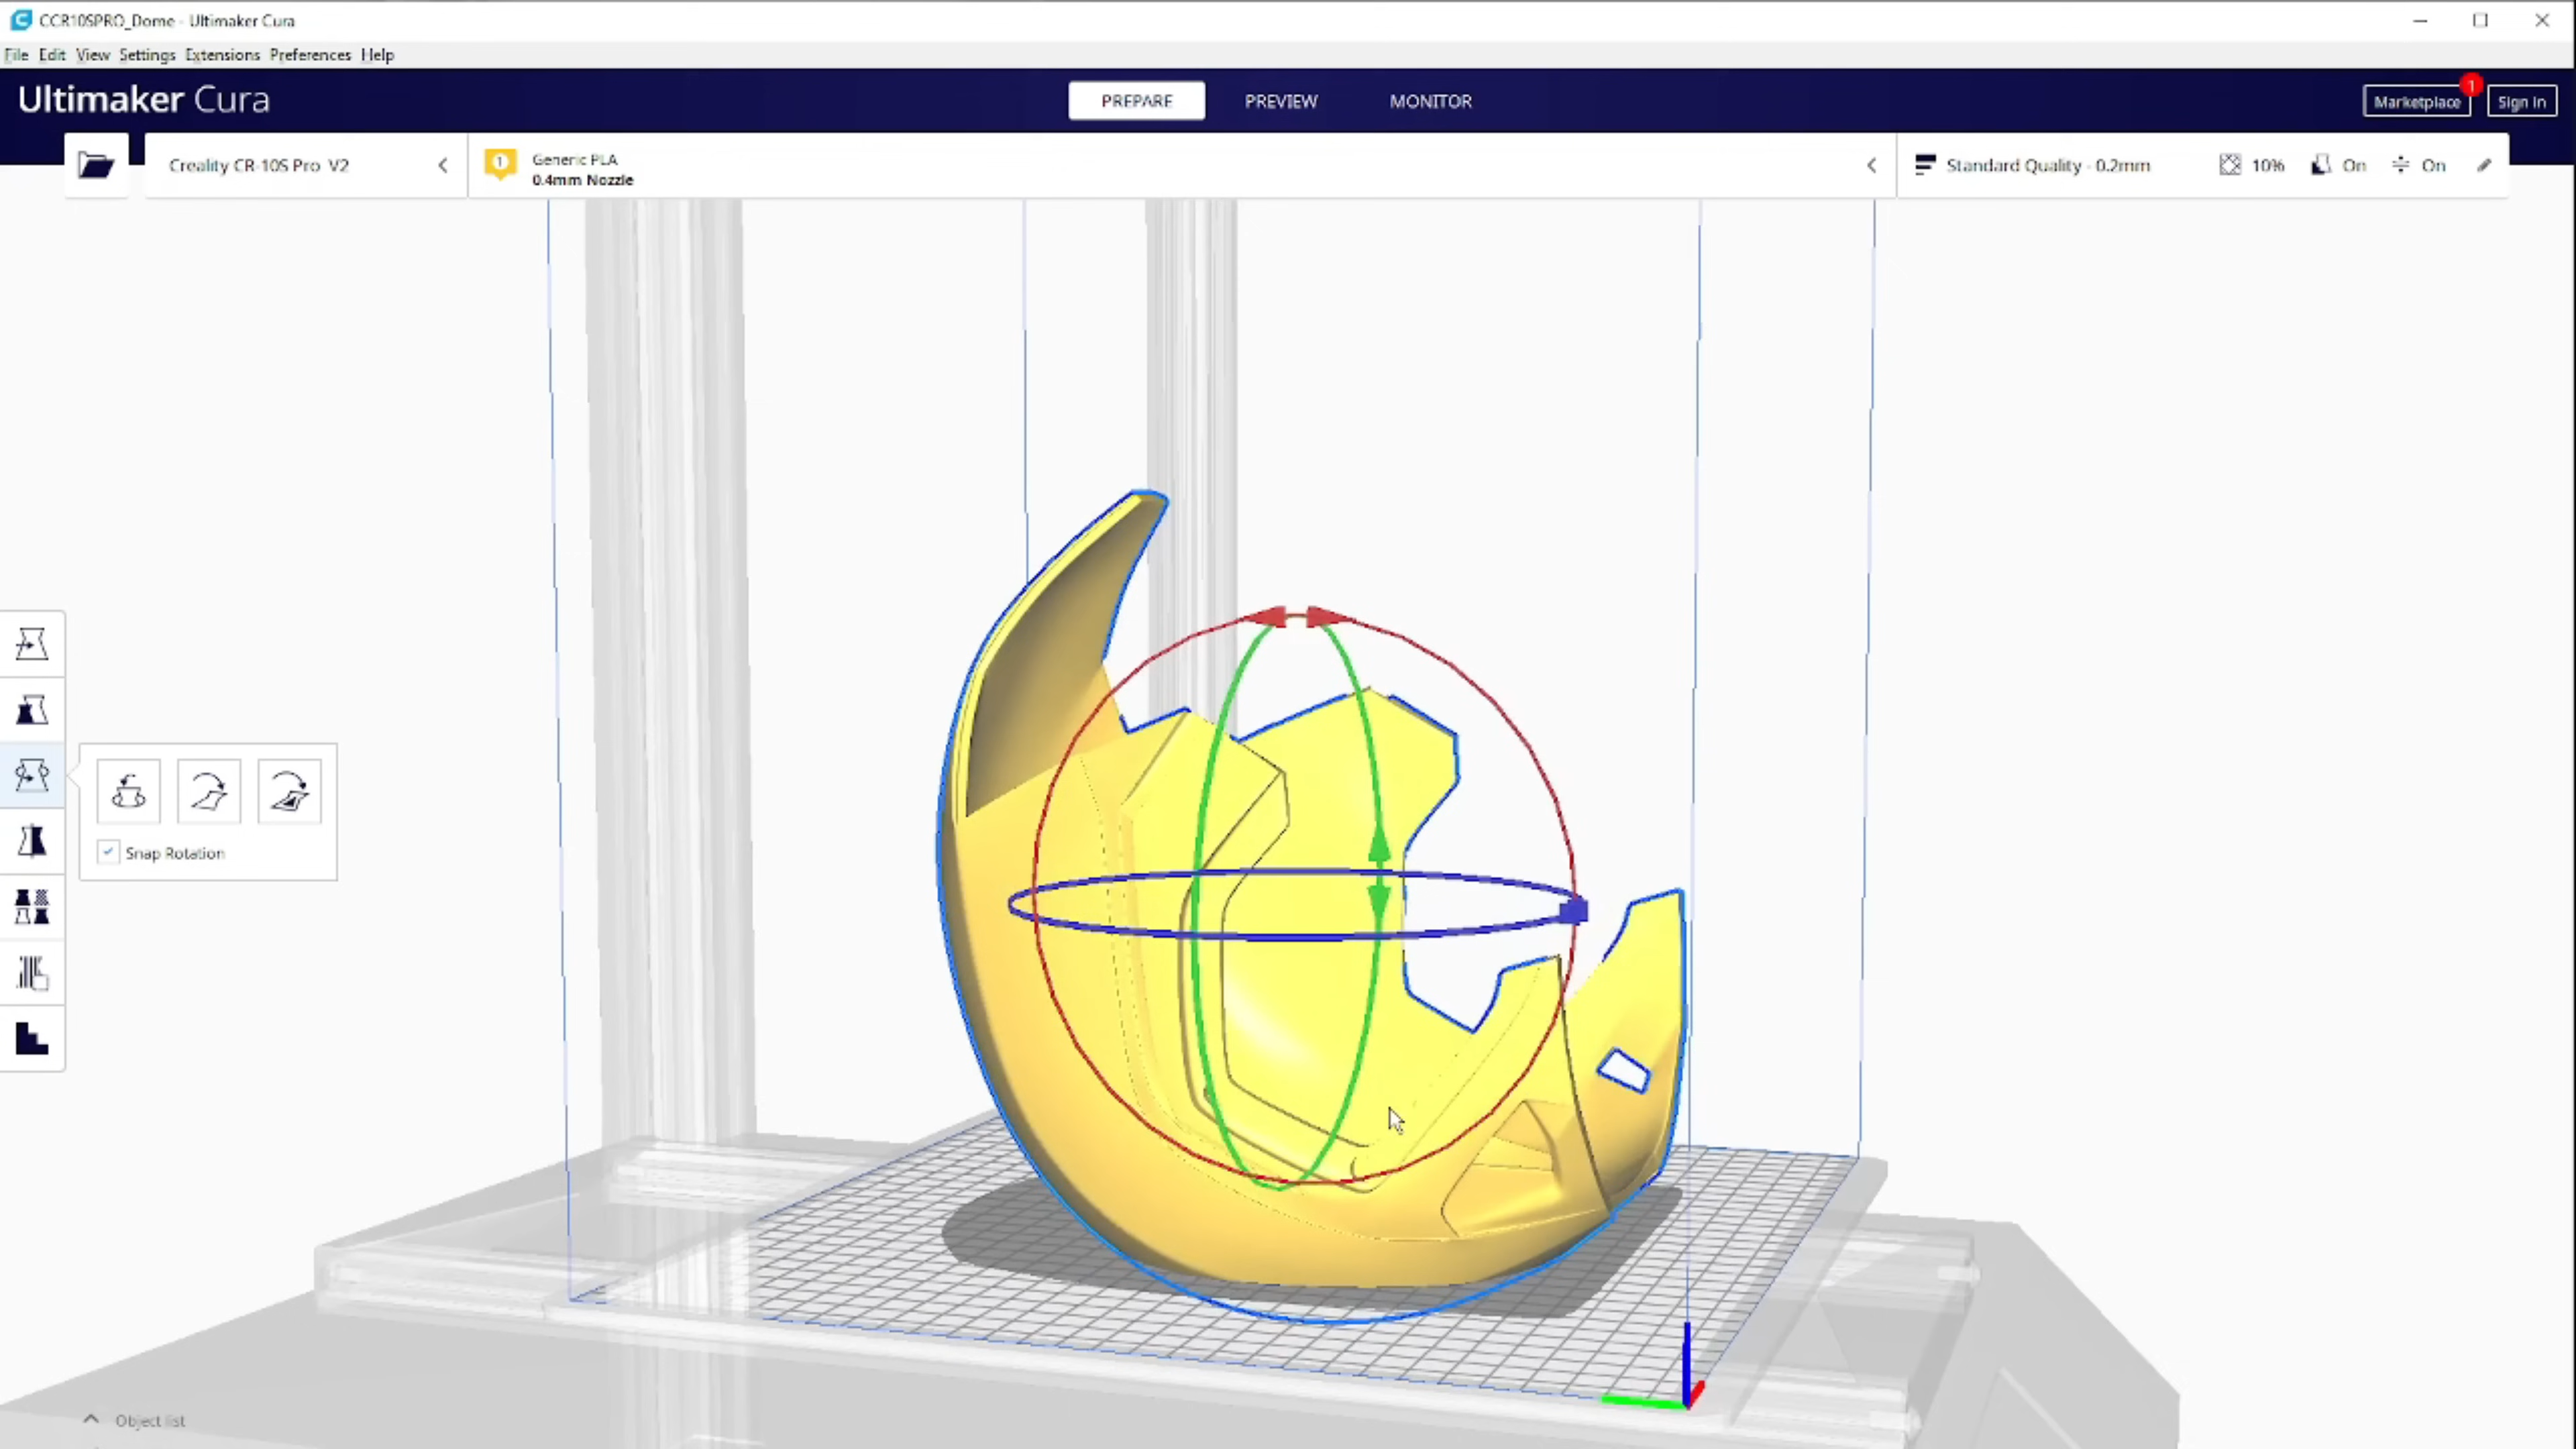 CCR10SPRO_Dome - Ultimaker Cura
File Edit View Settings Extensions Preferences Help
Ultimaker Cura
PREPARE
PREVIEW
MONITOR
Marketplace
1
Sign in
Creality CR-10S Pro V2
1
Generic PLA
0.4mm Nozzle
Standard Quality - 0.2mm
10%
On
On
Snap Rotation
Object list